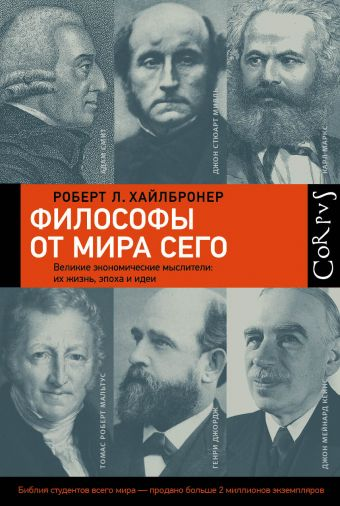 АДАМ СМИТ
ДЖОН СТЮАРТ МИЛЛЬ
КАРЛ МАРКС
РОБЕРТ Л. ХАЙЛБРОНЕР
ФИЛОСОФЫ
ОТ МИРА СЕГО
Великие экономические мыслители:
их жизнь, эпоха и идеи
CORPVS
ТОМАС РОБЕРТ МАЛЬТУС
ГЕНРИ ДЖОРДЖ
ДЖОН МЕЙНАРД КЕЙНС
Библия студентов всего мира — продано больше 2 миллионов экземпляров